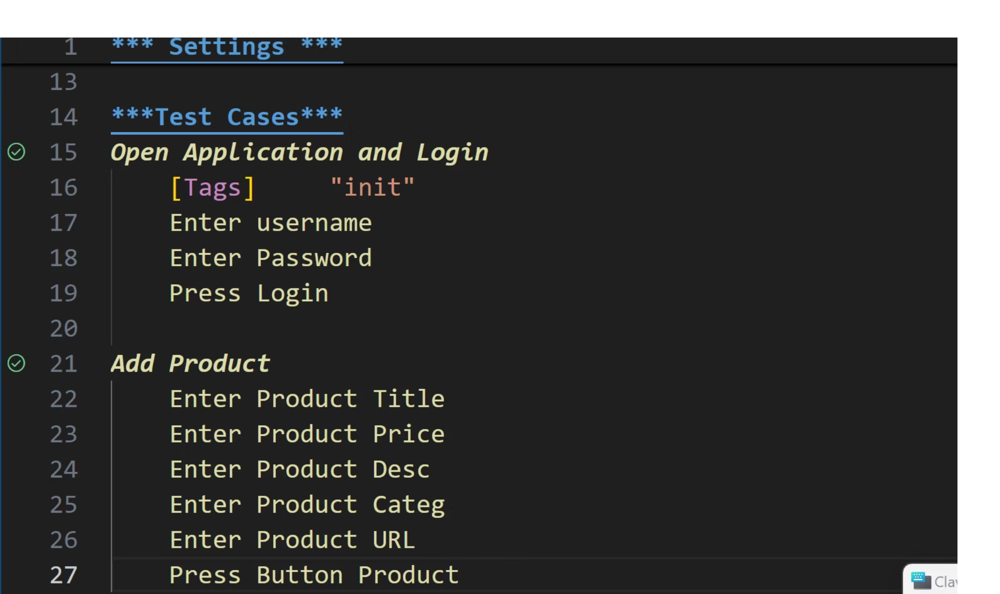 1 *** Settings ***
13
14 ***Test Cases***
15 Open Application and Login
16 [Tags] "init"
17 Enter username
18 Enter Password
19 Press Login
20
21 Add Product
22 Enter Product Title
23 Enter Product Price
24 Enter Product Desc
25 Enter Product Categ
26 Enter Product URL
27 Press Button Product